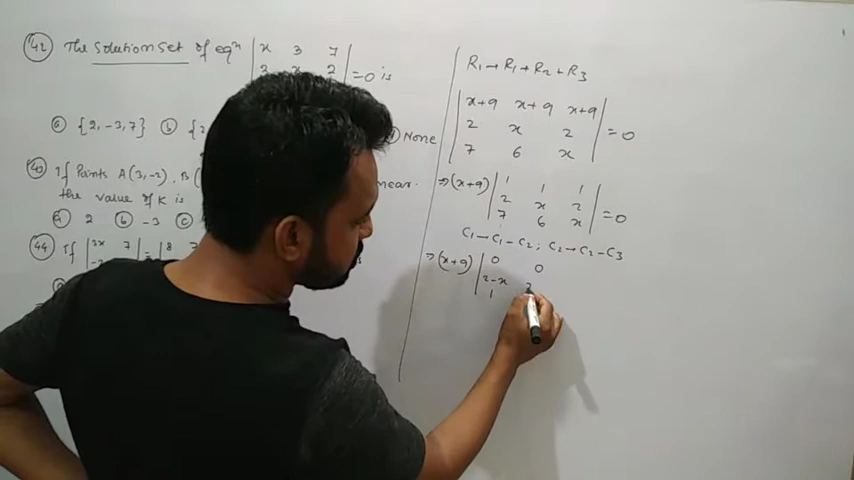 42 The Solution Set of eqⁿ | x 3 7 |
2 x 2 | = 0 is
a {2, -3, 7} b { None
43 If Points A(3, -2), B( near.
the value of K is
a 2 b -3 c
44 If | 2x 7 | = | 8 7
R₁ → R₁ + R₂ + R₃
| x+9 x+9 x+9 |
| 2 x 2 | = 0
| 7 6 x |
⇒ (x+9) | 1 1 1 |
| 2 x 2 | = 0
| 7 6 x |
C₁ → C₁ - C₂ ; C₂ → C₂ - C₃
⇒ (x+9) | 0 0
| 2-x
| 1